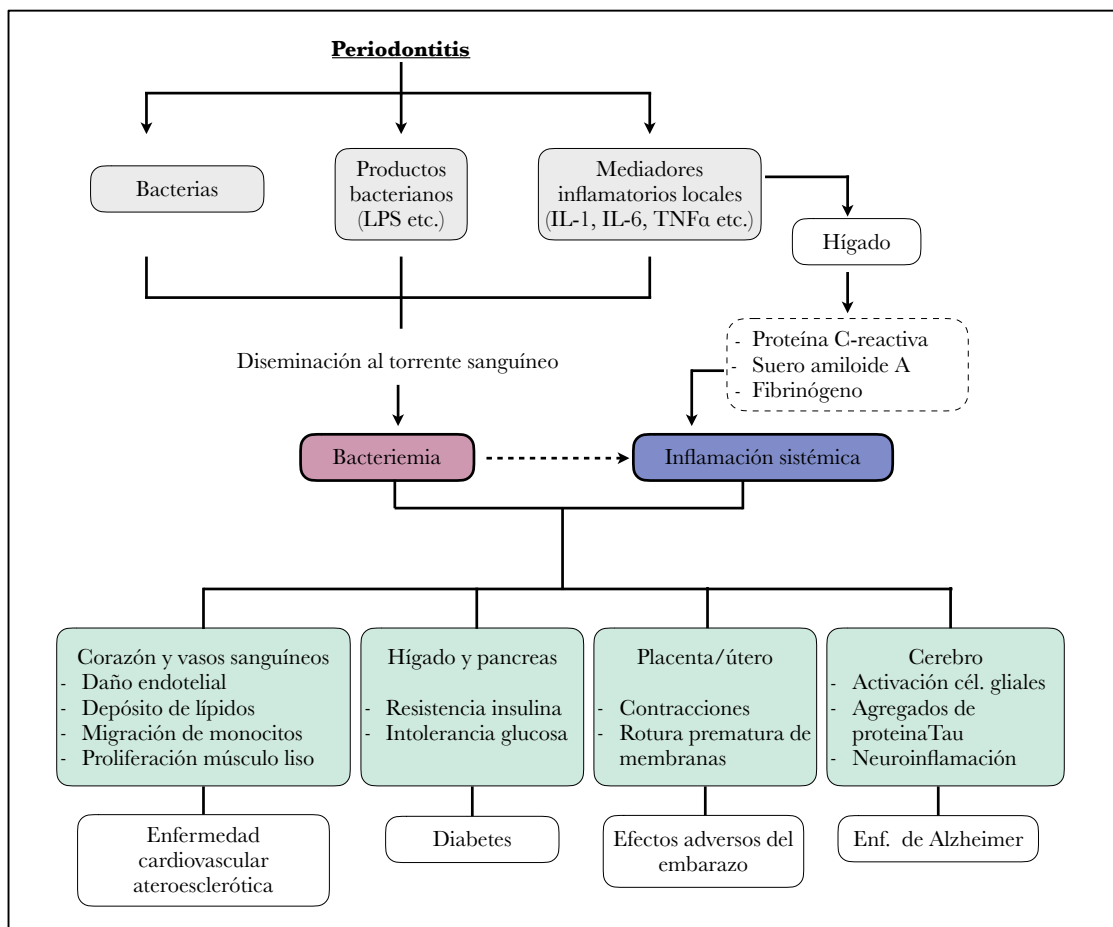 Periodontitis
Bacterias
Productos
bacterianos
(LPS etc.)
Mediadores
inflamatorios locales
(IL-1, IL-6, TNFα etc.)
Hígado
- Proteína C-reactiva
- Suero amiloide A
- Fibrinógeno
Diseminación al torrente sanguíneo
Bacteriemia
Inflamación sistémica
Corazón y vasos sanguíneos
- Daño endotelial
- Depósito de lípidos
- Migración de monocitos
- Proliferación músculo liso
Hígado y pancreas
- Resistencia insulina
- Intolerancia glucosa
Placenta/útero
- Contracciones
- Rotura prematura de
membranas
Cerebro
- Activación cél. gliales
- Agregados de
proteinaTau
- Neuroinflamación
Enfermedad
cardiovascular
ateroesclerótica
Diabetes
Efectos adversos del
embarazo
Enf. de Alzheimer